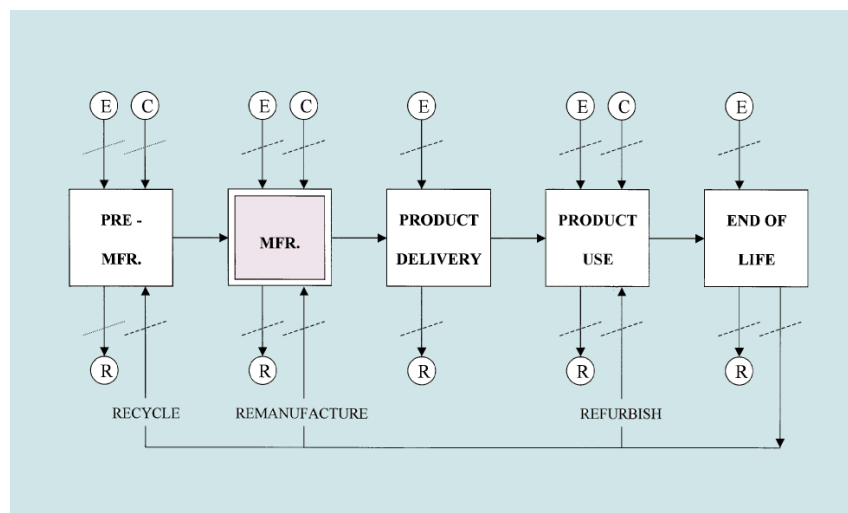 E C E C E E C E
PRE -
MFR.
MFR.
PRODUCT
DELIVERY
PRODUCT
USE
END OF
LIFE
R R R R R
RECYCLE REMANUFACTURE REFURBISH